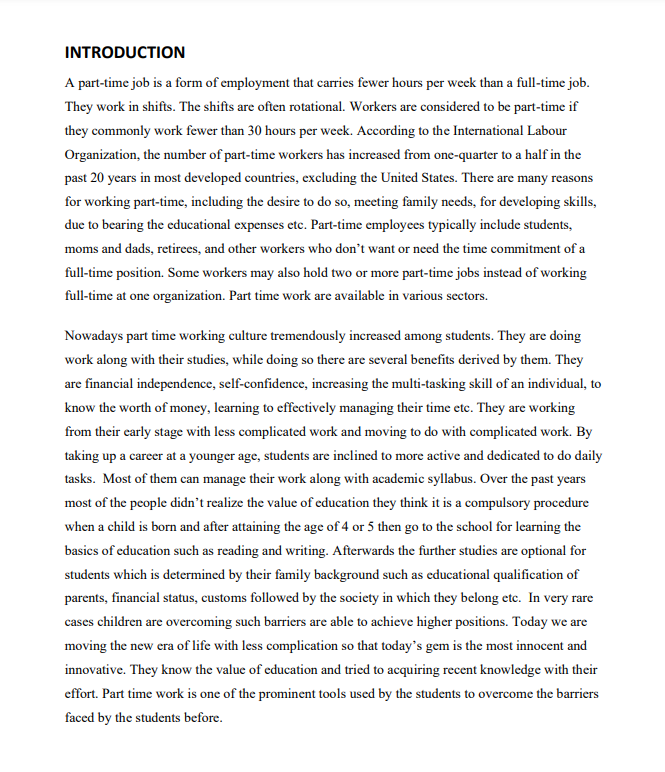 INTRODUCTION
A part-time job is a form of employment that carries fewer hours per week than a full-time job.
They work in shifts. The shifts are often rotational. Workers are considered to be part-time if
they commonly work fewer than 30 hours per week. According to the International Labour
Organization, the number of part-time workers has increased from one-quarter to a half in the
past 20 years in most developed countries, excluding the United States. There are many reasons
for working part-time, including the desire to do so, meeting family needs, for developing skills,
due to bearing the educational expenses etc. Part-time employees typically include students,
moms and dads, retirees, and other workers who don’t want or need the time commitment of a
full-time position. Some workers may also hold two or more part-time jobs instead of working
full-time at one organization. Part time work are available in various sectors.
Nowadays part time working culture tremendously increased among students. They are doing
work along with their studies, while doing so there are several benefits derived by them. They
are financial independence, self-confidence, increasing the multi-tasking skill of an individual, to
know the worth of money, learning to effectively managing their time etc. They are working
from their early stage with less complicated work and moving to do with complicated work. By
taking up a career at a younger age, students are inclined to more active and dedicated to do daily
tasks.  Most of them can manage their work along with academic syllabus. Over the past years
most of the people didn’t realize the value of education they think it is a compulsory procedure
when a child is born and after attaining the age of 4 or 5 then go to the school for learning the
basics of education such as reading and writing. Afterwards the further studies are optional for
students which is determined by their family background such as educational qualification of
parents, financial status, customs followed by the society in which they belong etc.  In very rare
cases children are overcoming such barriers are able to achieve higher positions. Today we are
moving the new era of life with less complication so that today’s gem is the most innocent and
innovative. They know the value of education and tried to acquiring recent knowledge with their
effort. Part time work is one of the prominent tools used by the students to overcome the barriers
faced by the students before.